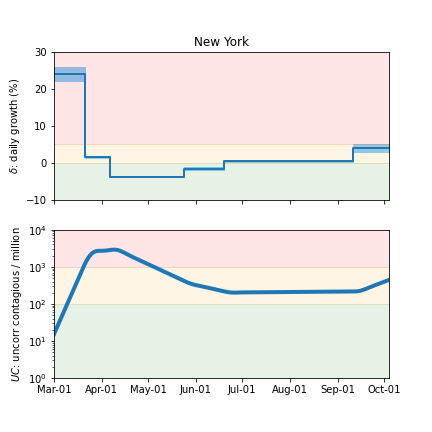 New York
30
20
10
0
−10
δ: daily growth (%)
10⁴
10³
10²
10¹
10⁰
UC: uncorr contagious / million
Mar-01 Apr-01 May-01 Jun-01 Jul-01 Aug-01 Sep-01 Oct-01